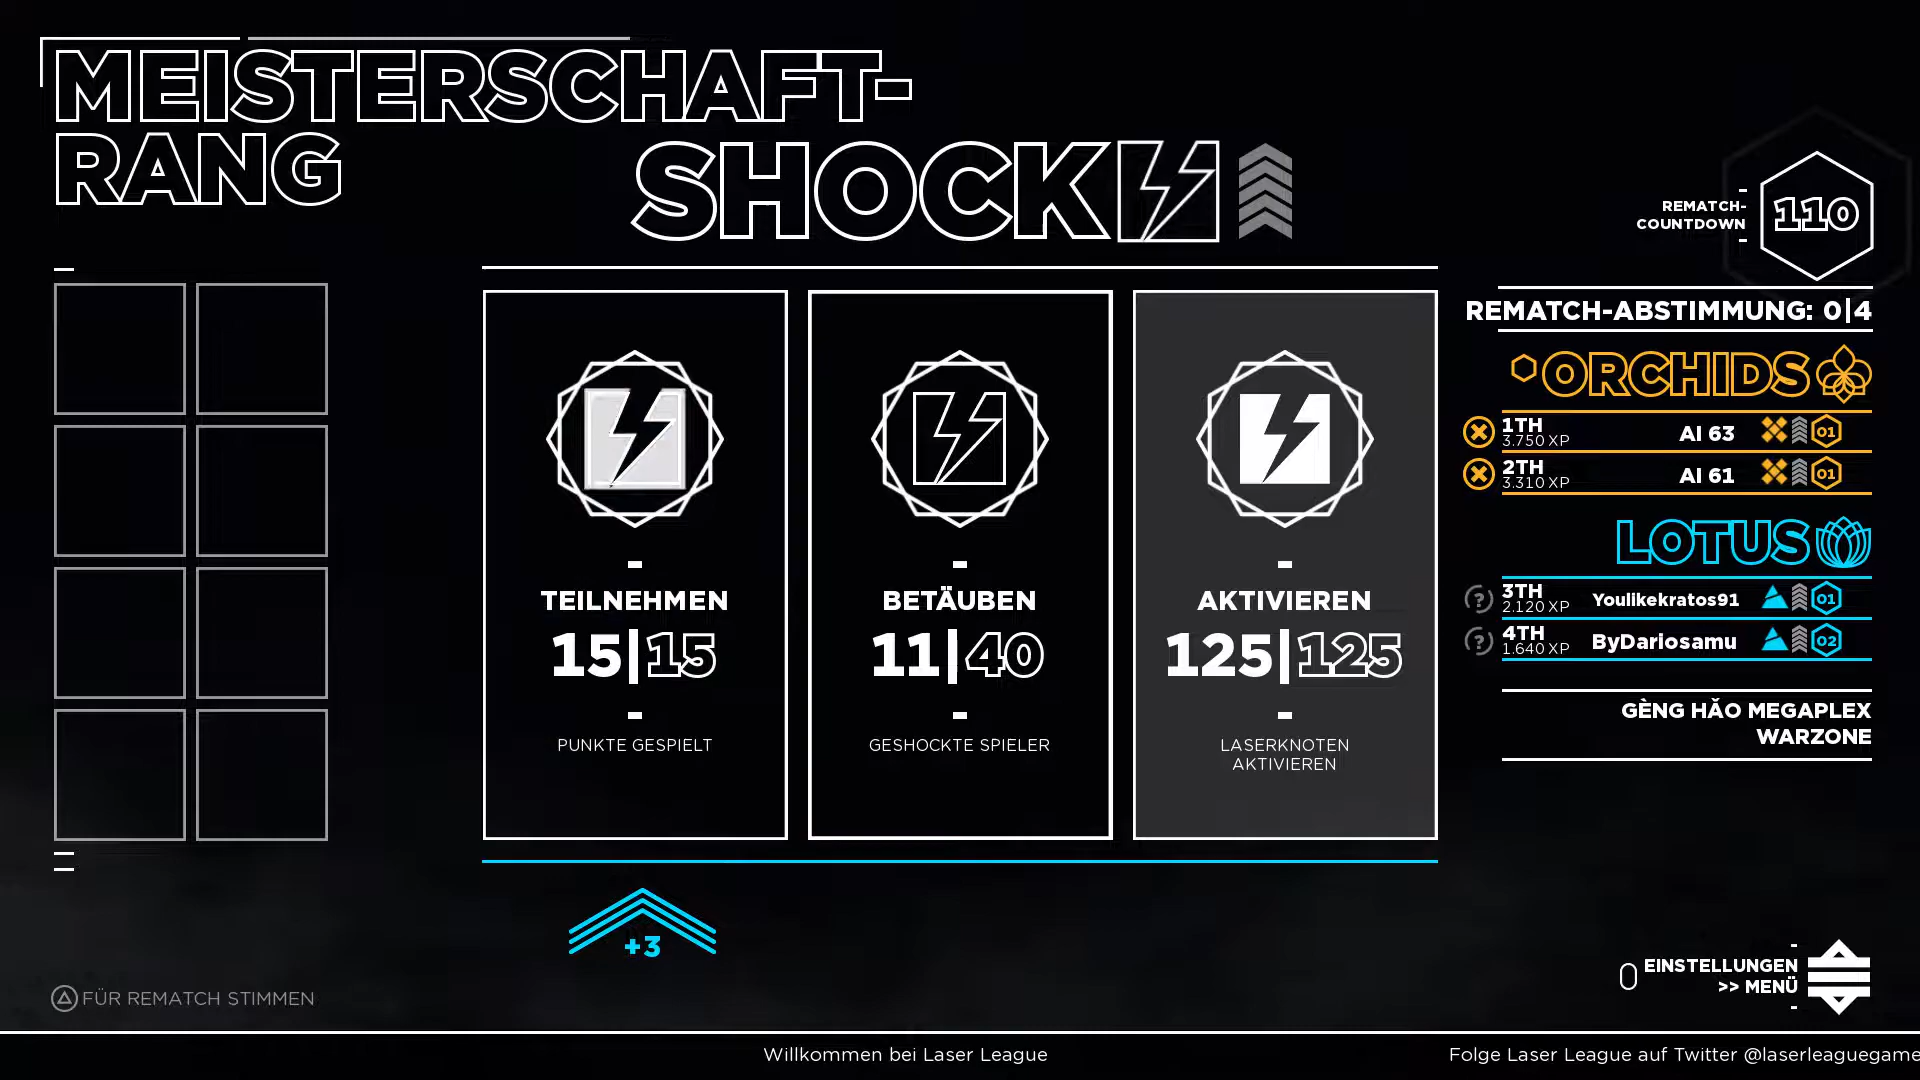 MEISTERSCHAFT-
RANG
SHOCK
REMATCH-
COUNTDOWN
110
TEILNEHMEN
15|15
PUNKTE GESPIELT
BETÄUBEN
11|40
GESHOCKTE SPIELER
AKTIVIEREN
125|125
LASERKNOTEN
AKTIVIEREN
REMATCH-ABSTIMMUNG: 0|4
ORCHIDS
1TH
3.750 XP
AI 63
01
2TH
3.310 XP
AI 61
01
LOTUS
3TH
2.120 XP
Youlikekratos91
01
4TH
1.640 XP
ByDariosamu
02
GÈNG HǍO MEGAPLEX
WARZONE
+3
FÜR REMATCH STIMMEN
EINSTELLUNGEN
>> MENÜ
Willkommen bei Laser League
Folge Laser League auf Twitter @laserleaguegame